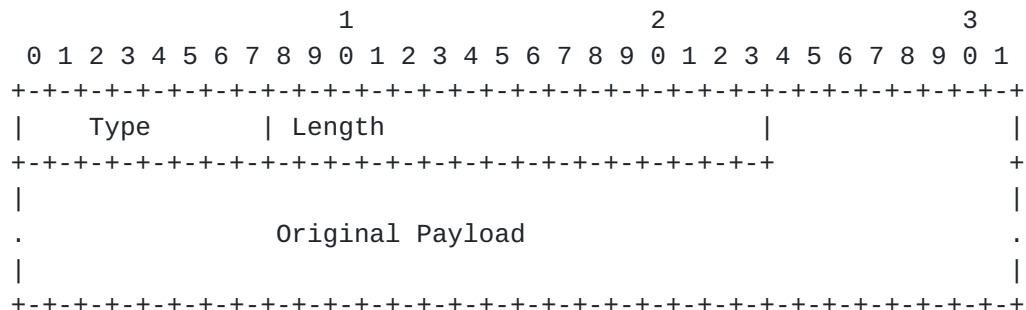 1                   2                   3
 0 1 2 3 4 5 6 7 8 9 0 1 2 3 4 5 6 7 8 9 0 1 2 3 4 5 6 7 8 9 0 1
+-+-+-+-+-+-+-+-+-+-+-+-+-+-+-+-+-+-+-+-+-+-+-+-+-+-+-+-+-+-+-+-+
|    Type       | Length                        |               |
+-+-+-+-+-+-+-+-+-+-+-+-+-+-+-+-+-+-+-+-+-+-+-+-+               +
|                                                               |
.                Original Payload                               .
|                                                               |
+-+-+-+-+-+-+-+-+-+-+-+-+-+-+-+-+-+-+-+-+-+-+-+-+-+-+-+-+-+-+-+-+